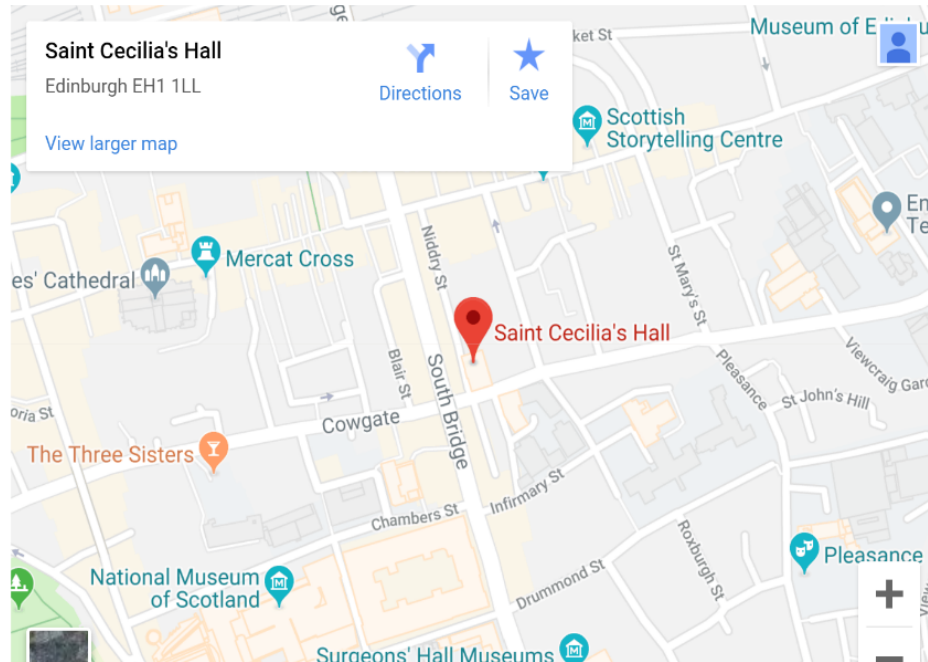 Saint Cecilia's Hall
Edinburgh EH1 1LL
Directions
Save
View larger map
ket St
Museum of Edinbu
Scottish
Storytelling Centre
Mercat Cross
es' Cathedral
Niddry St
St Mary's St
Saint Cecilia's Hall
Blair St
South Bridge
Cowgate
Pleasance
St John's Hill
Viewcraig Gard
oria St
The Three Sisters
Infirmary St
Chambers St
Roxburgh St
Drummond St
National Museum
of Scotland
Pleasance
Surgeons' Hall Museums